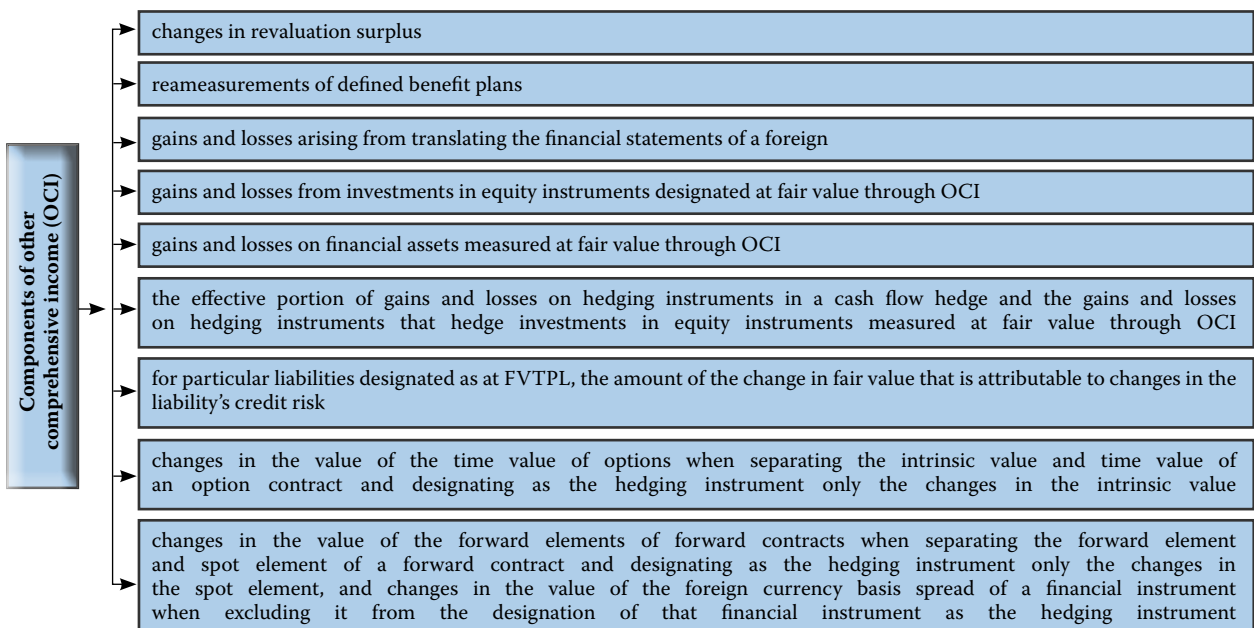 Components of other
comprehensive income (OCI)
changes in revaluation surplus
reameasurements of defined benefit plans
gains and losses arising from translating the financial statements of a foreign
gains and losses from investments in equity instruments designated at fair value through OCI
gains and losses on financial assets measured at fair value through OCI
the effective portion of gains and losses on hedging instruments in a cash flow hedge and the gains and losses
on hedging instruments that hedge investments in equity instruments measured at fair value through OCI
for particular liabilities designated as at FVTPL, the amount of the change in fair value that is attributable to changes in the
liability's credit risk
changes in the value of the time value of options when separating the intrinsic value and time value of
an option contract and designating as the hedging instrument only the changes in the intrinsic value
changes in the value of the forward elements of forward contracts when separating the forward element
and spot element of a forward contract and designating as the hedging instrument only the changes in
the spot element, and changes in the value of the foreign currency basis spread of a financial instrument
when excluding it from the designation of that financial instrument as the hedging instrument